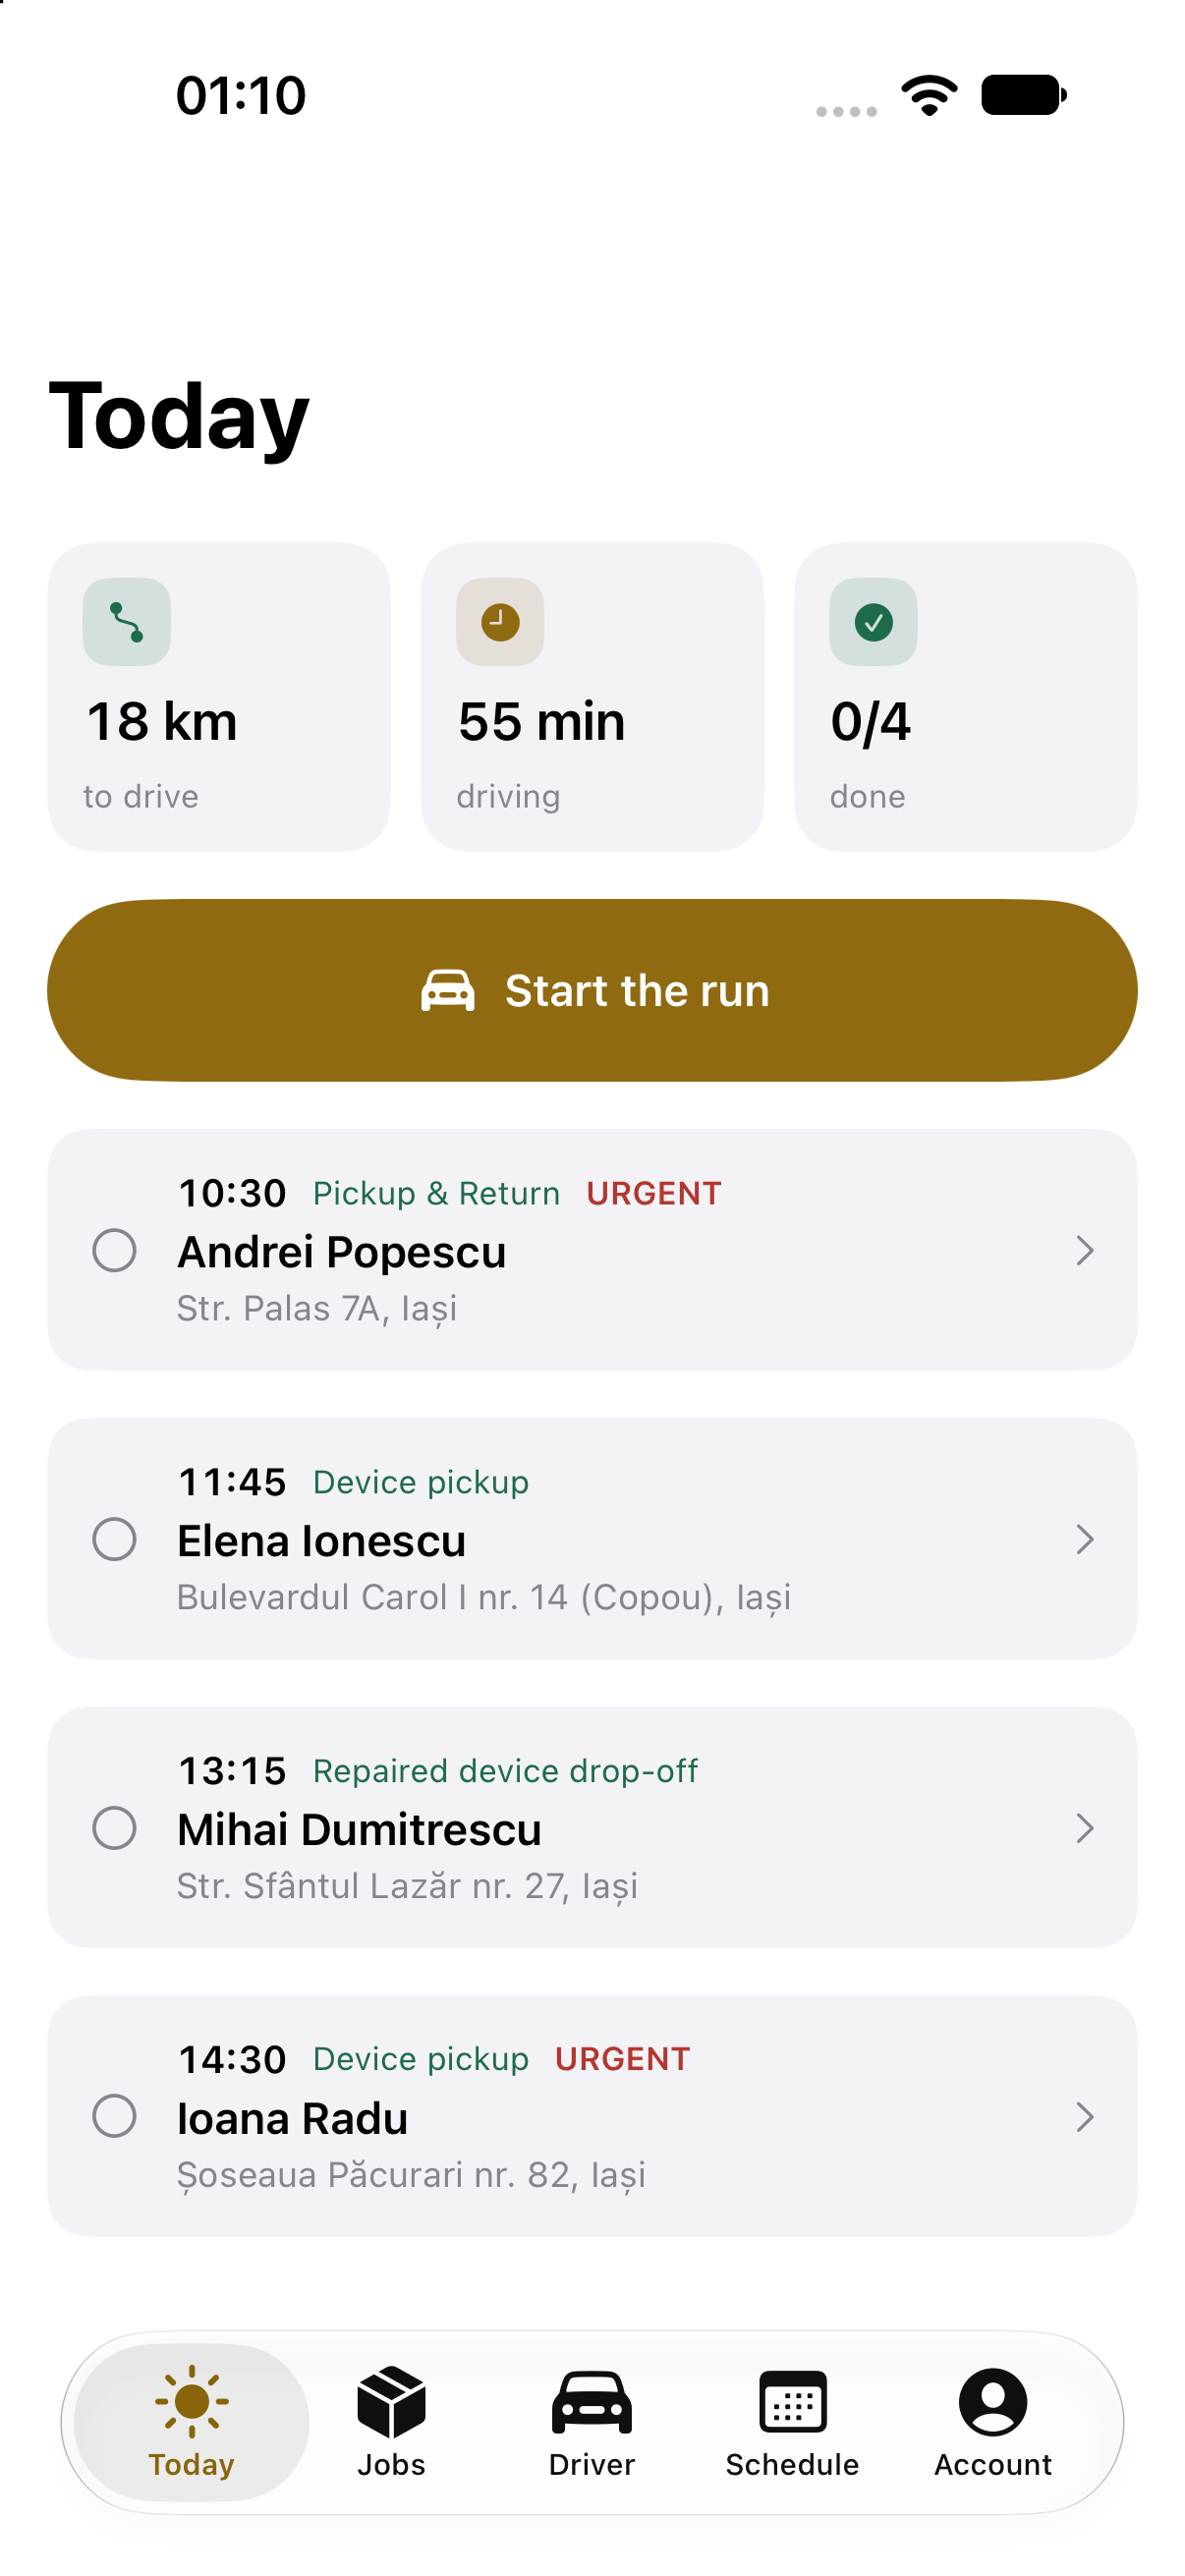 01:10
Today
18 km
to drive
55 min
driving
0/4
done
Start the run
10:30 Pickup & Return URGENT
Andrei Popescu
Str. Palas 7A, Iași
11:45 Device pickup
Elena Ionescu
Bulevardul Carol I nr. 14 (Copou), Iași
13:15 Repaired device drop-off
Mihai Dumitrescu
Str. Sfântul Lazăr nr. 27, Iași
14:30 Device pickup URGENT
Ioana Radu
Șoseaua Păcurari nr. 82, Iași
Today
Jobs
Driver
Schedule
Account